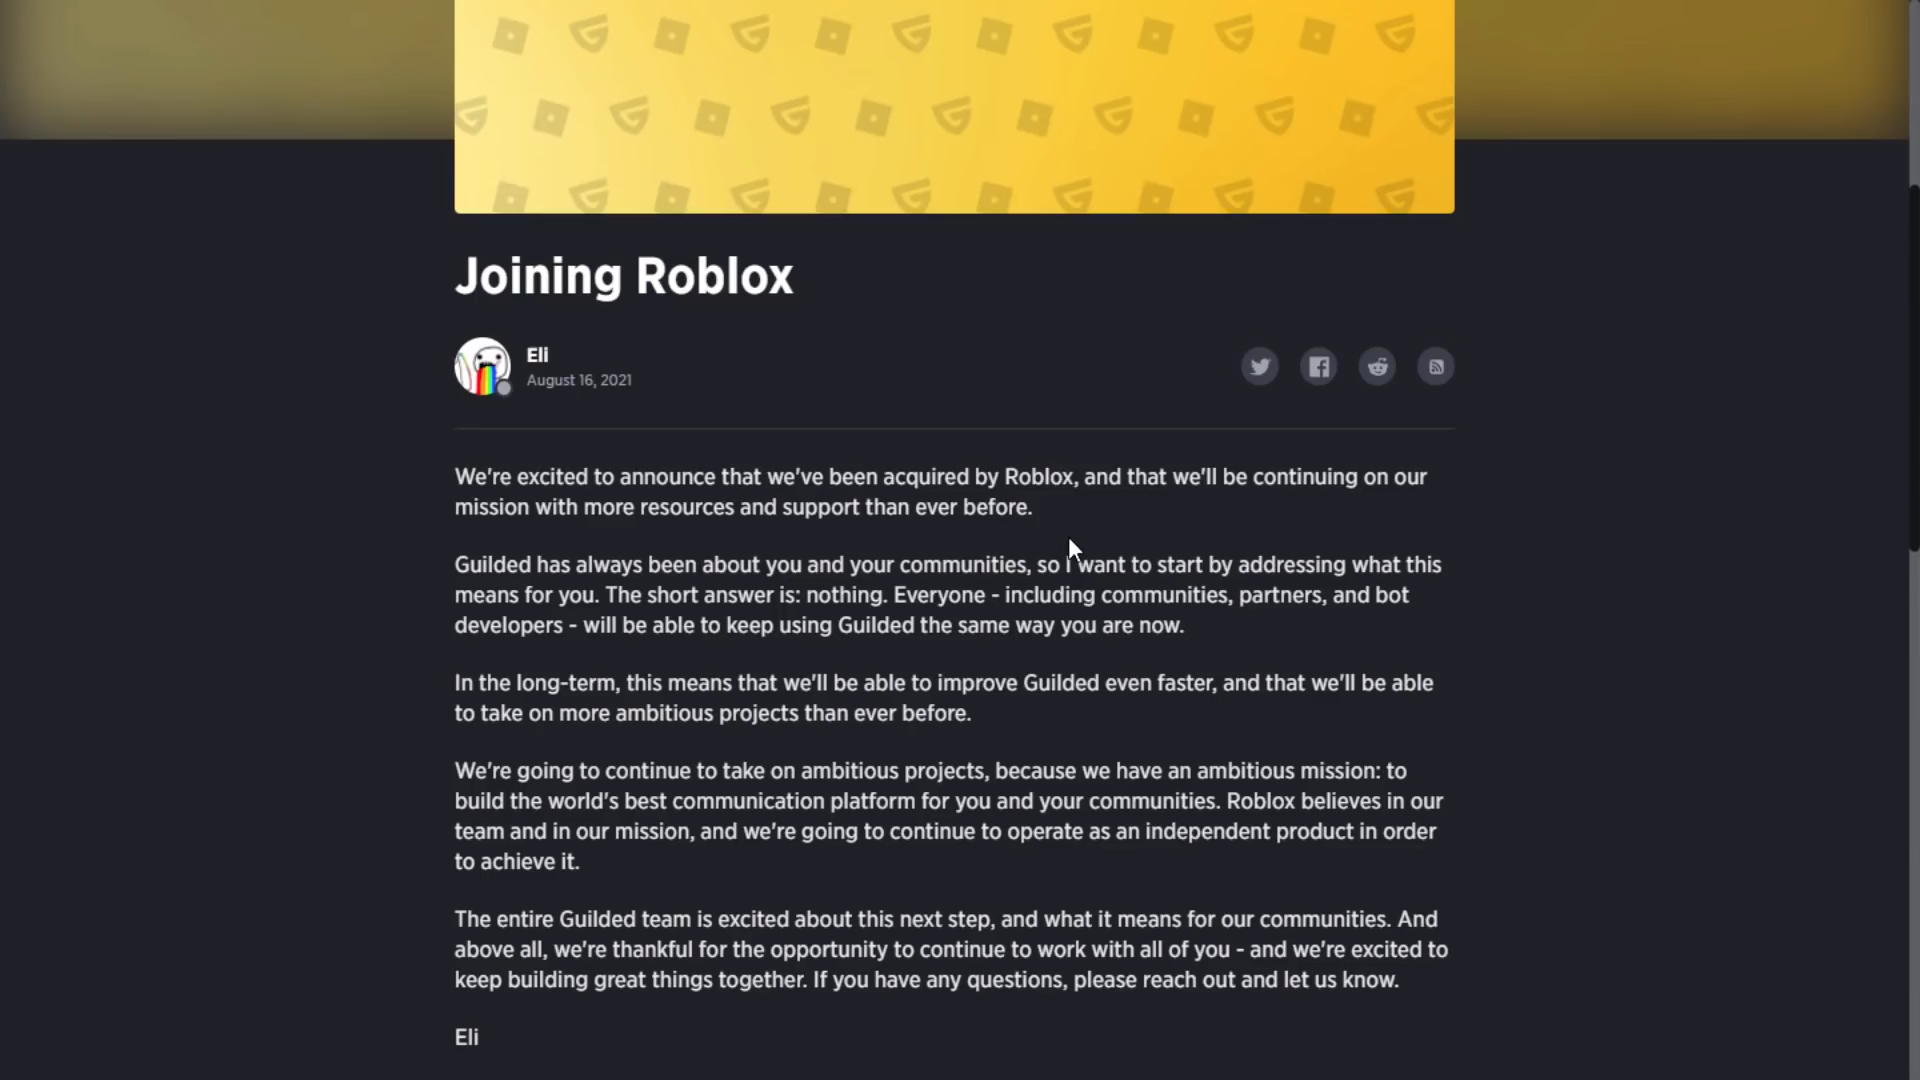 Joining Roblox
Eli
August 16, 2021
We're excited to announce that we've been acquired by Roblox, and that we'll be continuing on our
mission with more resources and support than ever before.
Guilded has always been about you and your communities, so I want to start by addressing what this
means for you. The short answer is: nothing. Everyone - including communities, partners, and bot
developers - will be able to keep using Guilded the same way you are now.
In the long-term, this means that we'll be able to improve Guilded even faster, and that we'll be able
to take on more ambitious projects than ever before.
We're going to continue to take on ambitious projects, because we have an ambitious mission: to
build the world's best communication platform for you and your communities. Roblox believes in our
team and in our mission, and we're going to continue to operate as an independent product in order
to achieve it.
The entire Guilded team is excited about this next step, and what it means for our communities. And
above all, we're thankful for the opportunity to continue to work with all of you - and we're excited to
keep building great things together. If you have any questions, please reach out and let us know.
Eli